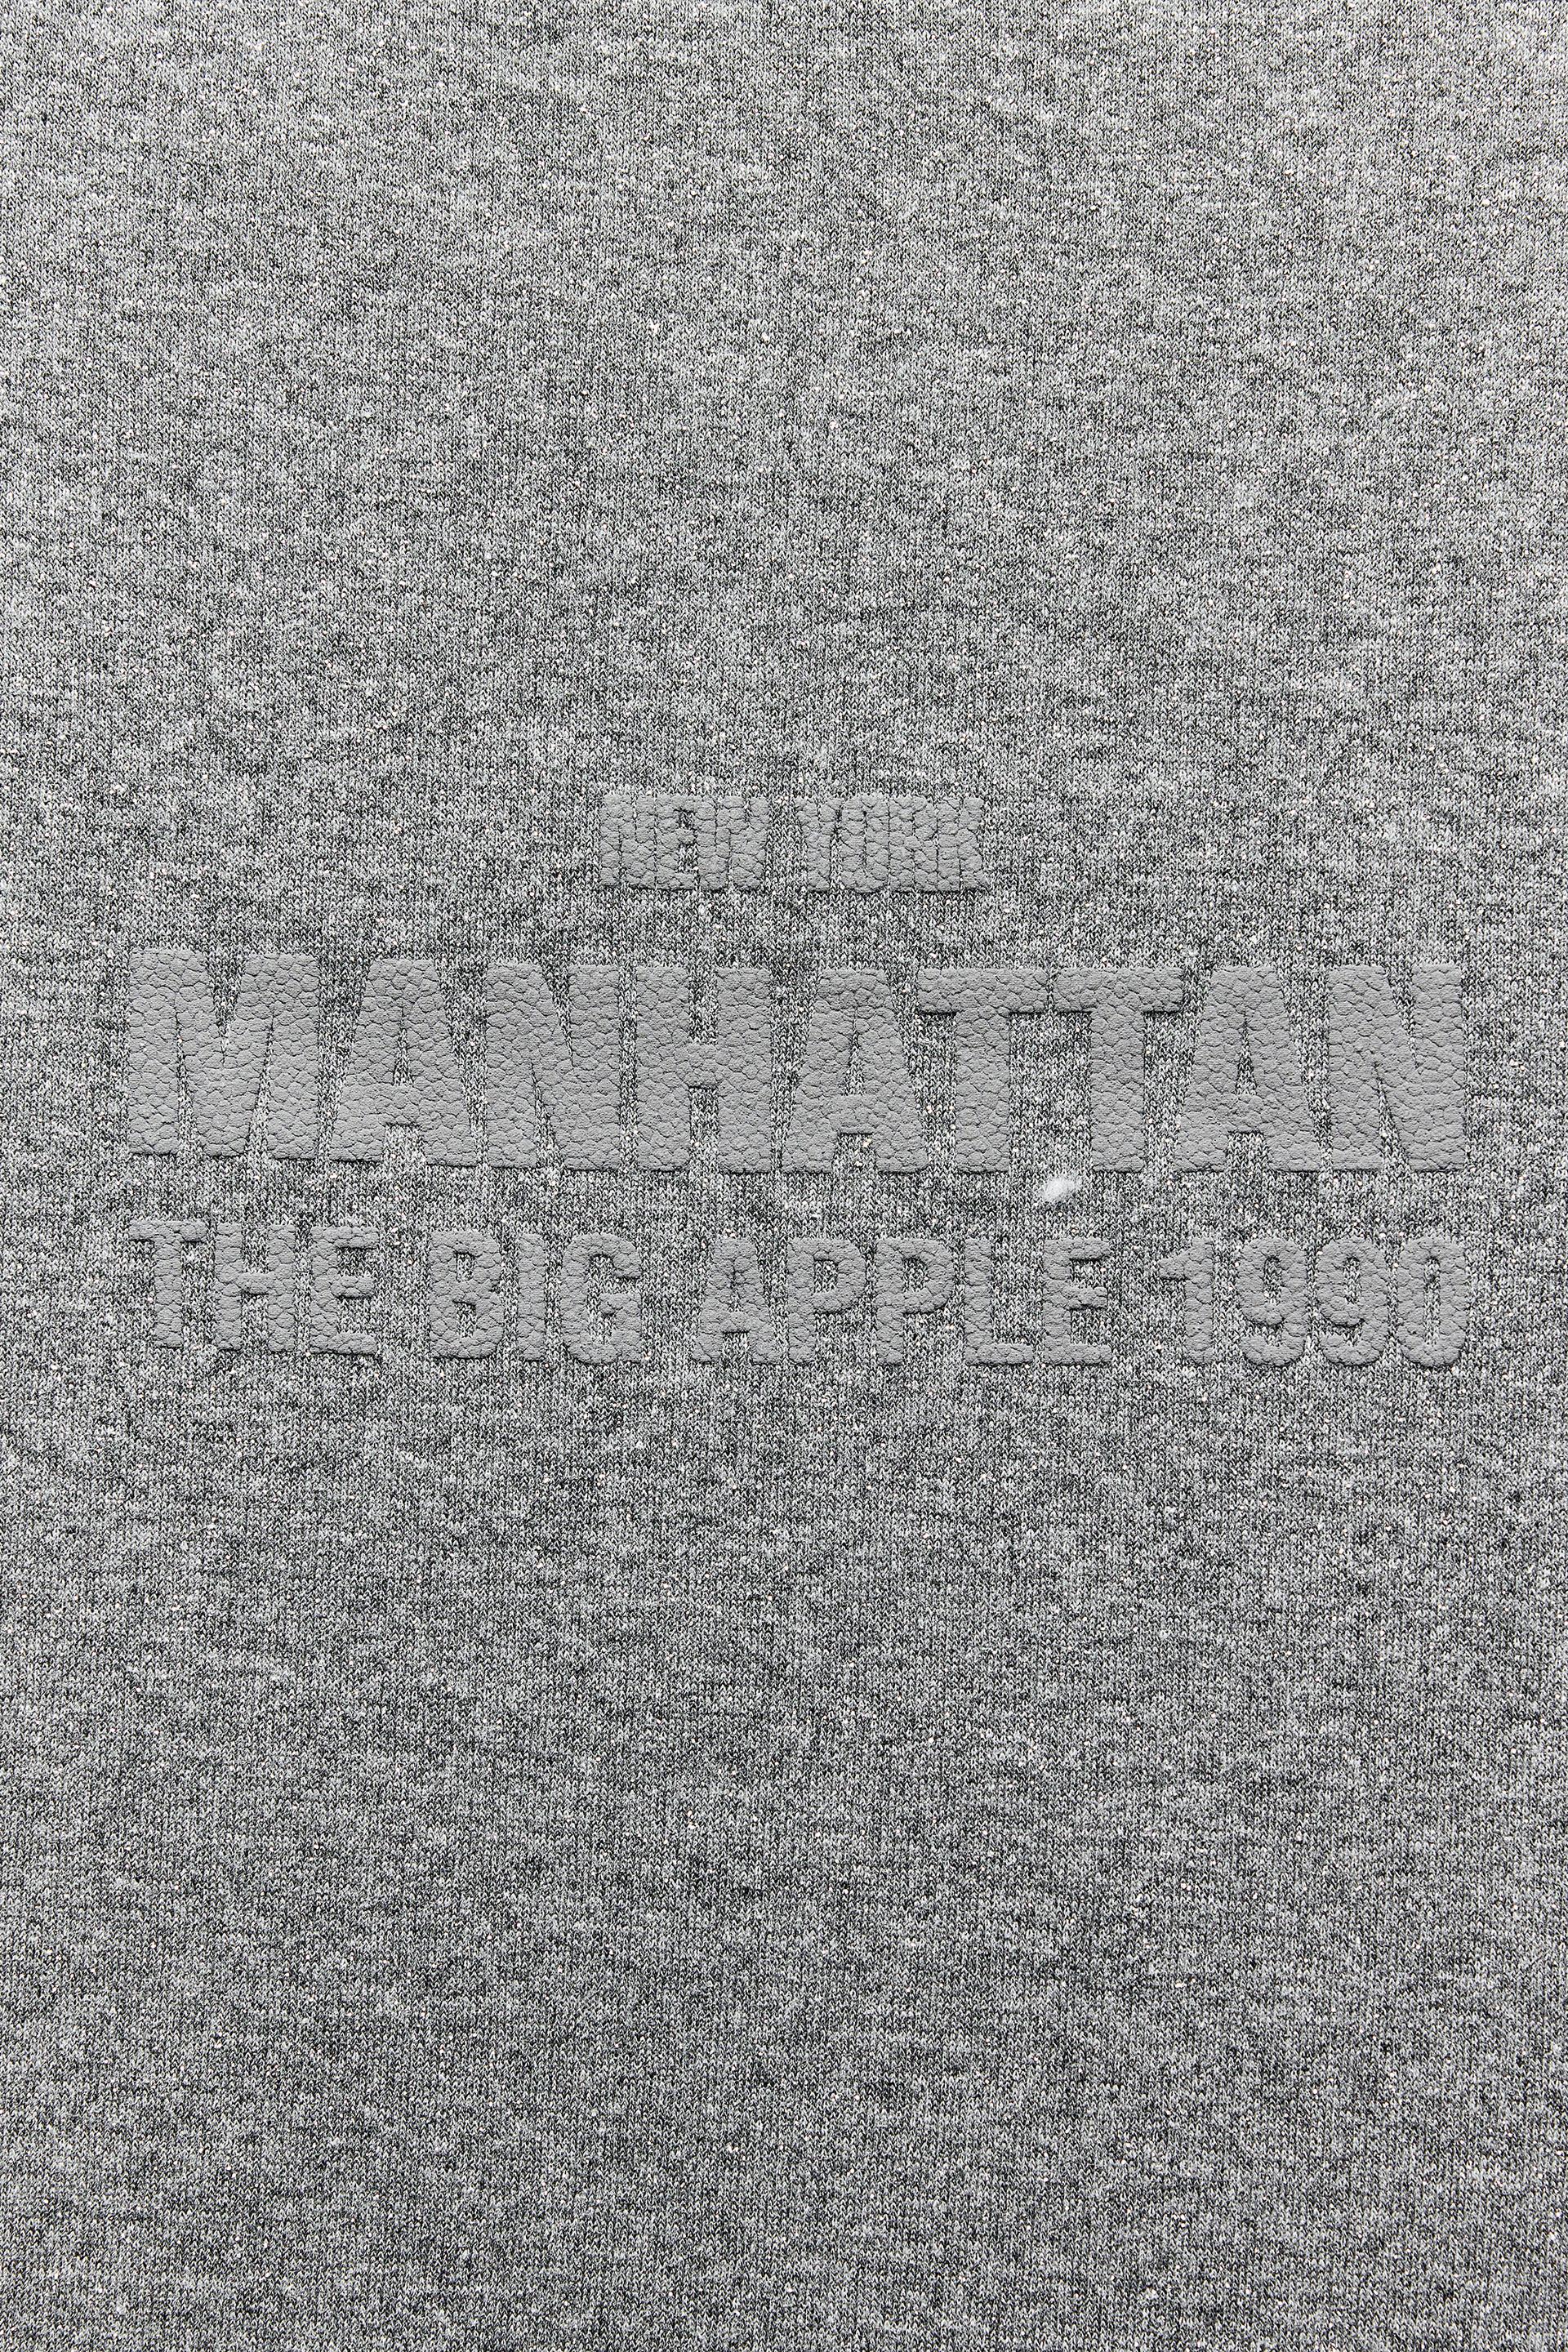 NEW YORK
MANHATTAN
THE BIG APPLE 1990